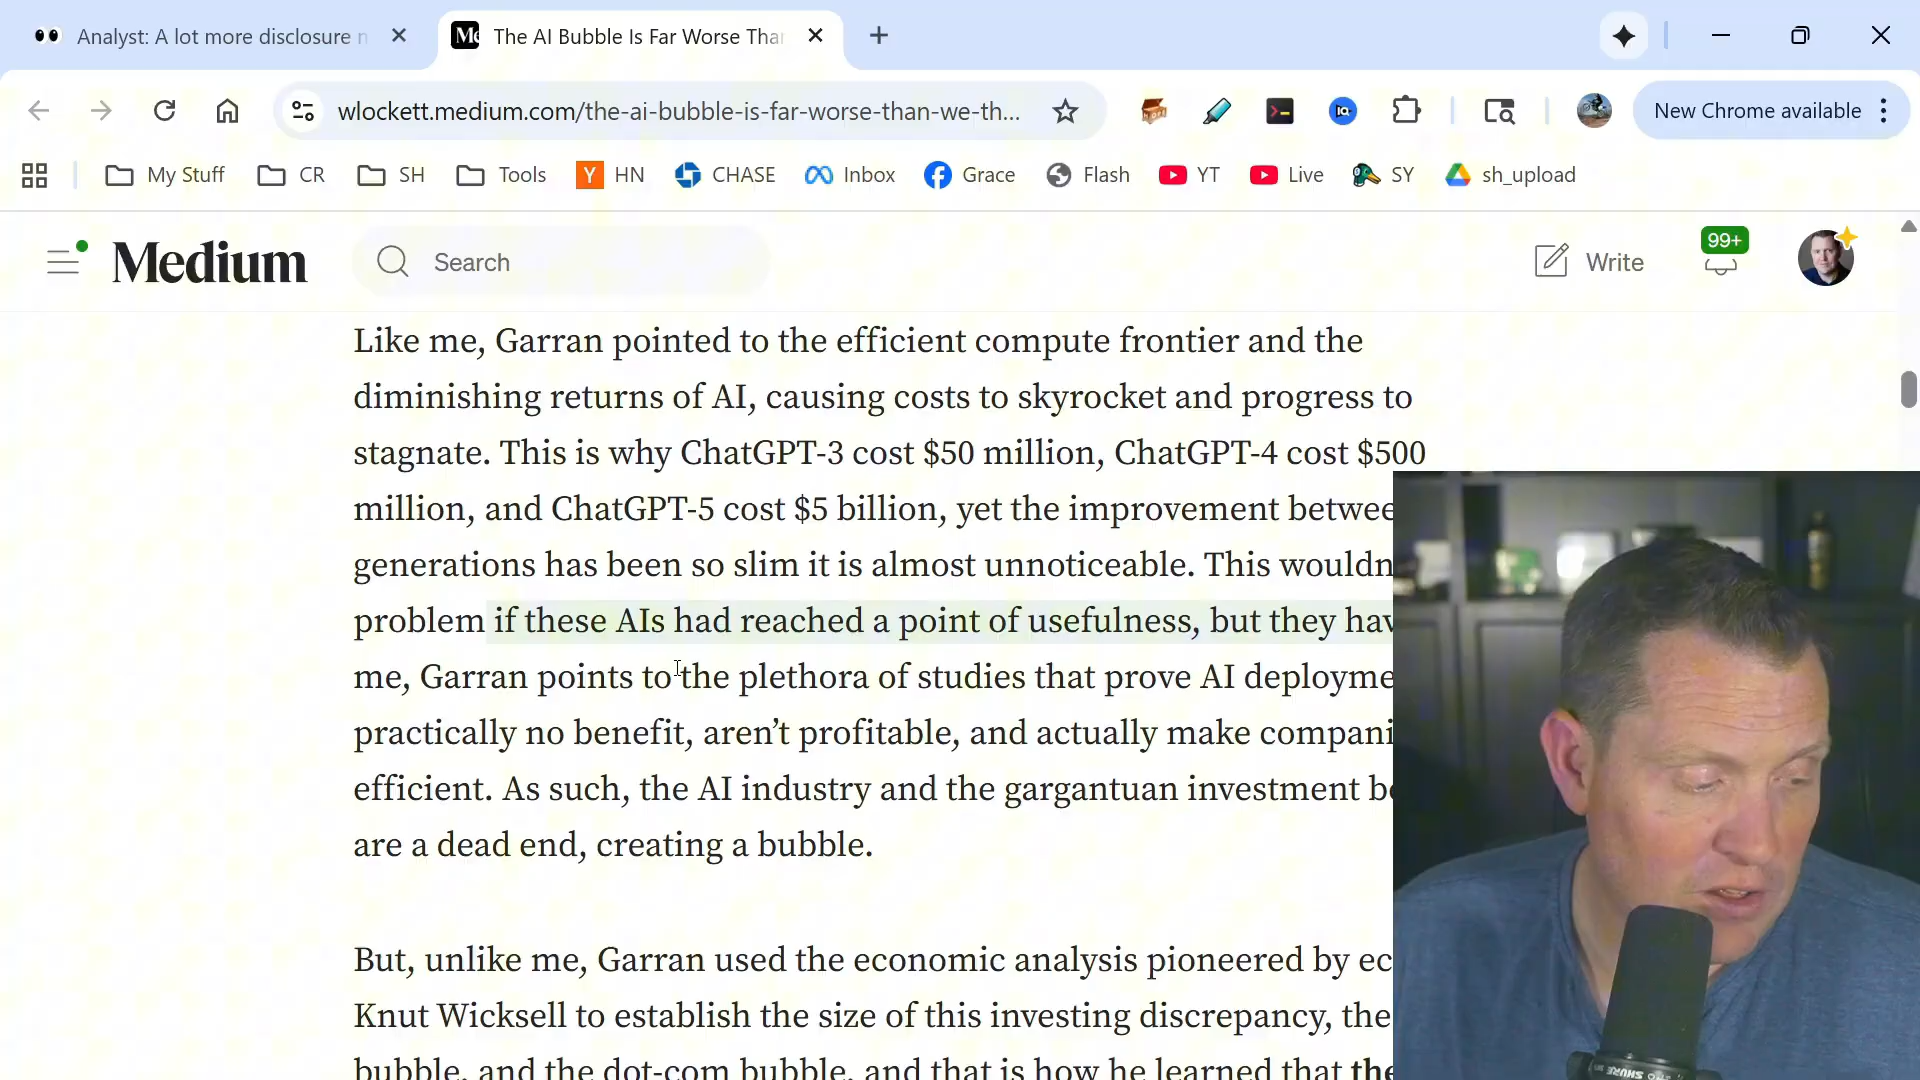 Analyst: A lot more disclosure n
The AI Bubble Is Far Worse Than
wlockett.medium.com/the-ai-bubble-is-far-worse-than-we-th...
New Chrome available
My Stuff CR SH Tools HN CHASE Inbox Grace Flash YT Live SY sh_upload
Medium Search Write 99+
Like me, Garran pointed to the efficient compute frontier and the
diminishing returns of AI, causing costs to skyrocket and progress to
stagnate. This is why ChatGPT-3 cost $50 million, ChatGPT-4 cost $500
million, and ChatGPT-5 cost $5 billion, yet the improvement betwee
generations has been so slim it is almost unnoticeable. This wouldn
problem if these AIs had reached a point of usefulness, but they hav
me, Garran points to the plethora of studies that prove AI deployme
practically no benefit, aren’t profitable, and actually make compani
efficient. As such, the AI industry and the gargantuan investment be
are a dead end, creating a bubble.
But, unlike me, Garran used the economic analysis pioneered by ec
Knut Wicksell to establish the size of this investing discrepancy, the
bubble, and the dot-com bubble, and that is how he learned that the
SHURE